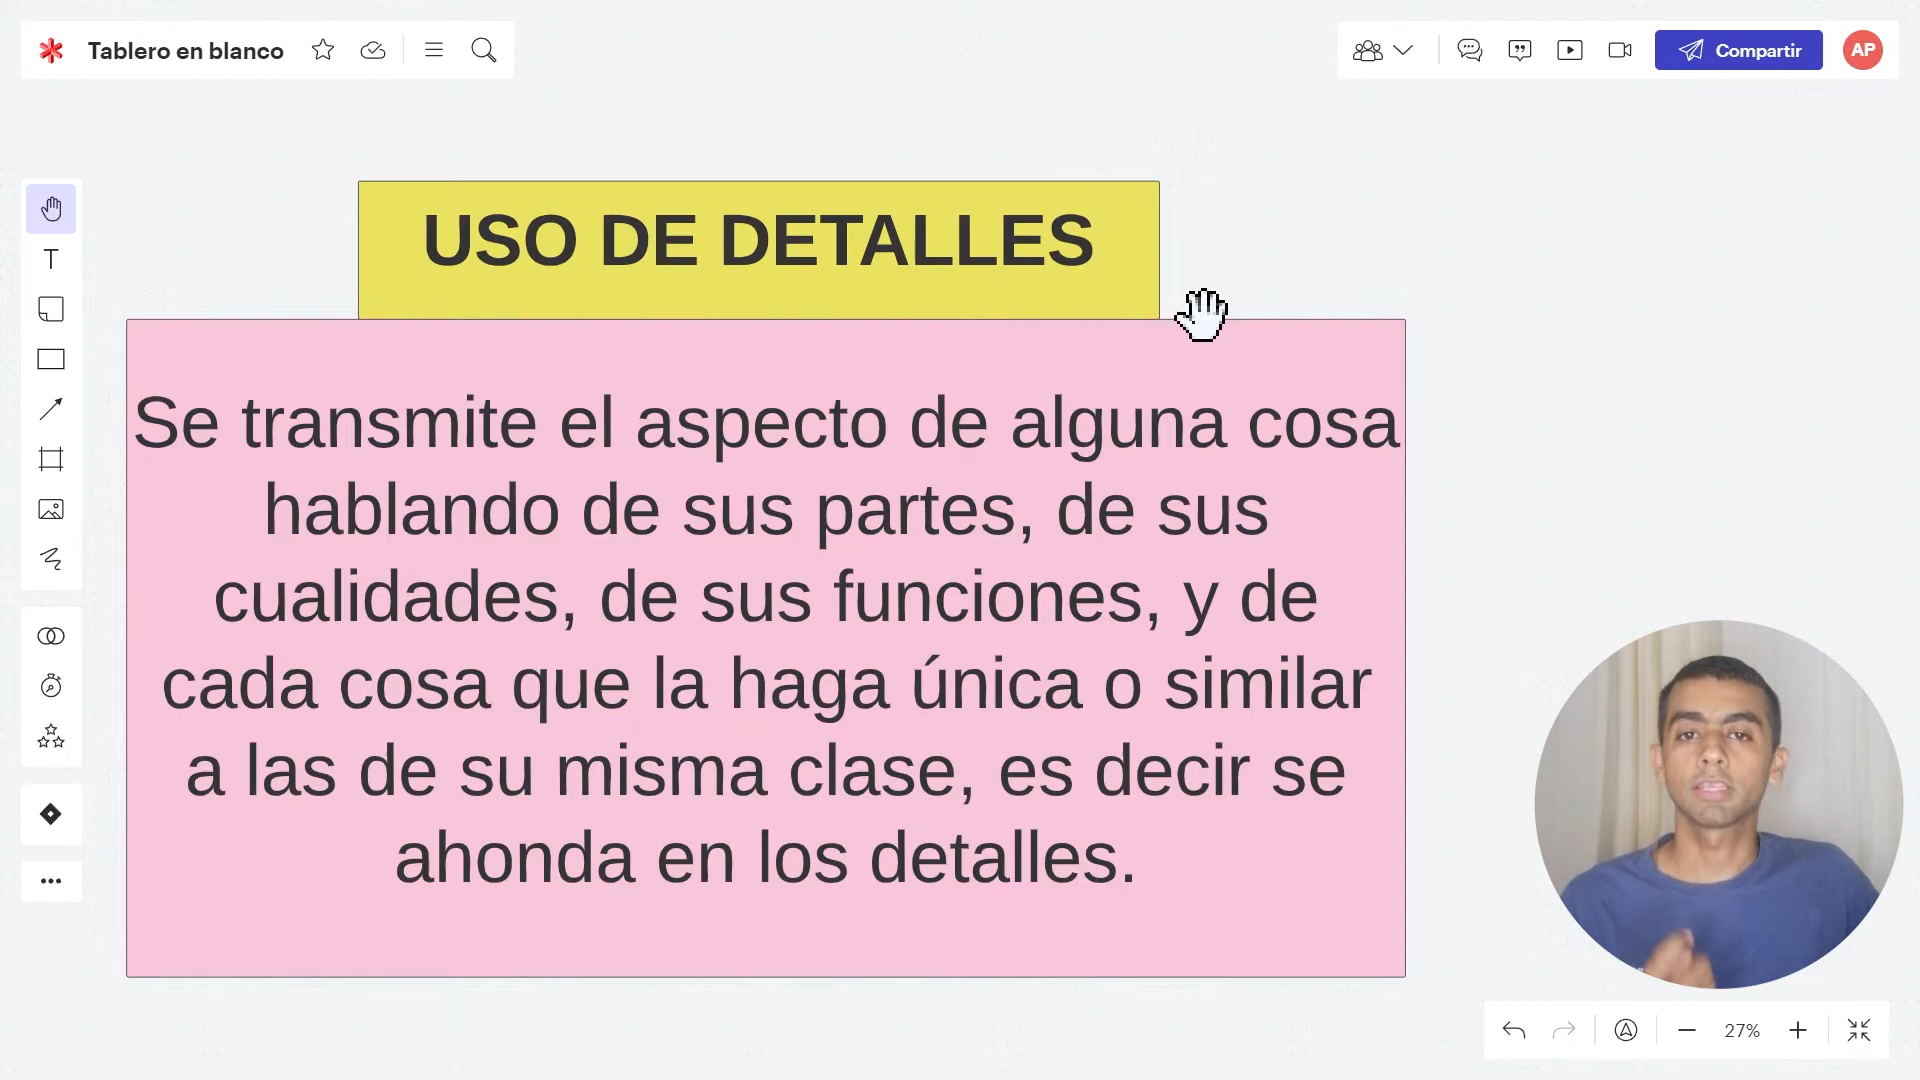 Tablero en blanco
Compartir
AP
T
USO DE DETALLES
Se transmite el aspecto de alguna cosa
hablando de sus partes, de sus
cualidades, de sus funciones, y de
cada cosa que la haga única o similar
a las de su misma clase, es decir se
ahonda en los detalles.
27%